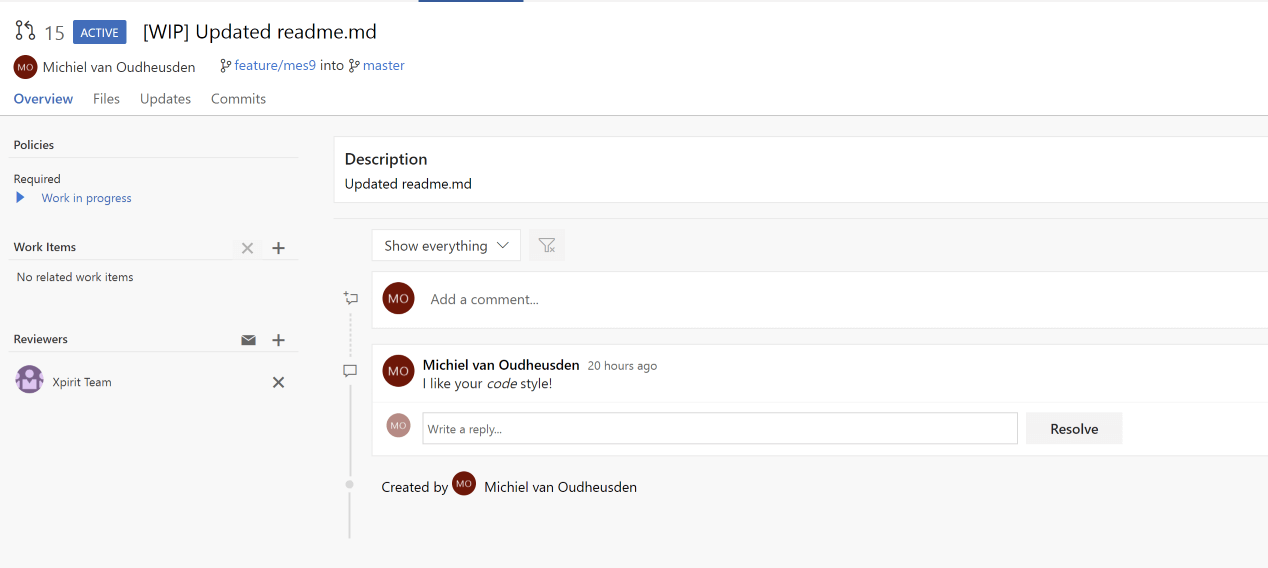 15 ACTIVE [WIP] Updated readme.md
MO Michiel van Oudheusden feature/mes9 into master
Overview Files Updates Commits
Policies
Required
Work in progress
Work Items
No related work items
Reviewers
Xpirit Team
Description
Updated readme.md
Show everything
MO Add a comment...
MO Michiel van Oudheusden 20 hours ago
I like your code style!
MO Write a reply... Resolve
Created by MO Michiel van Oudheusden